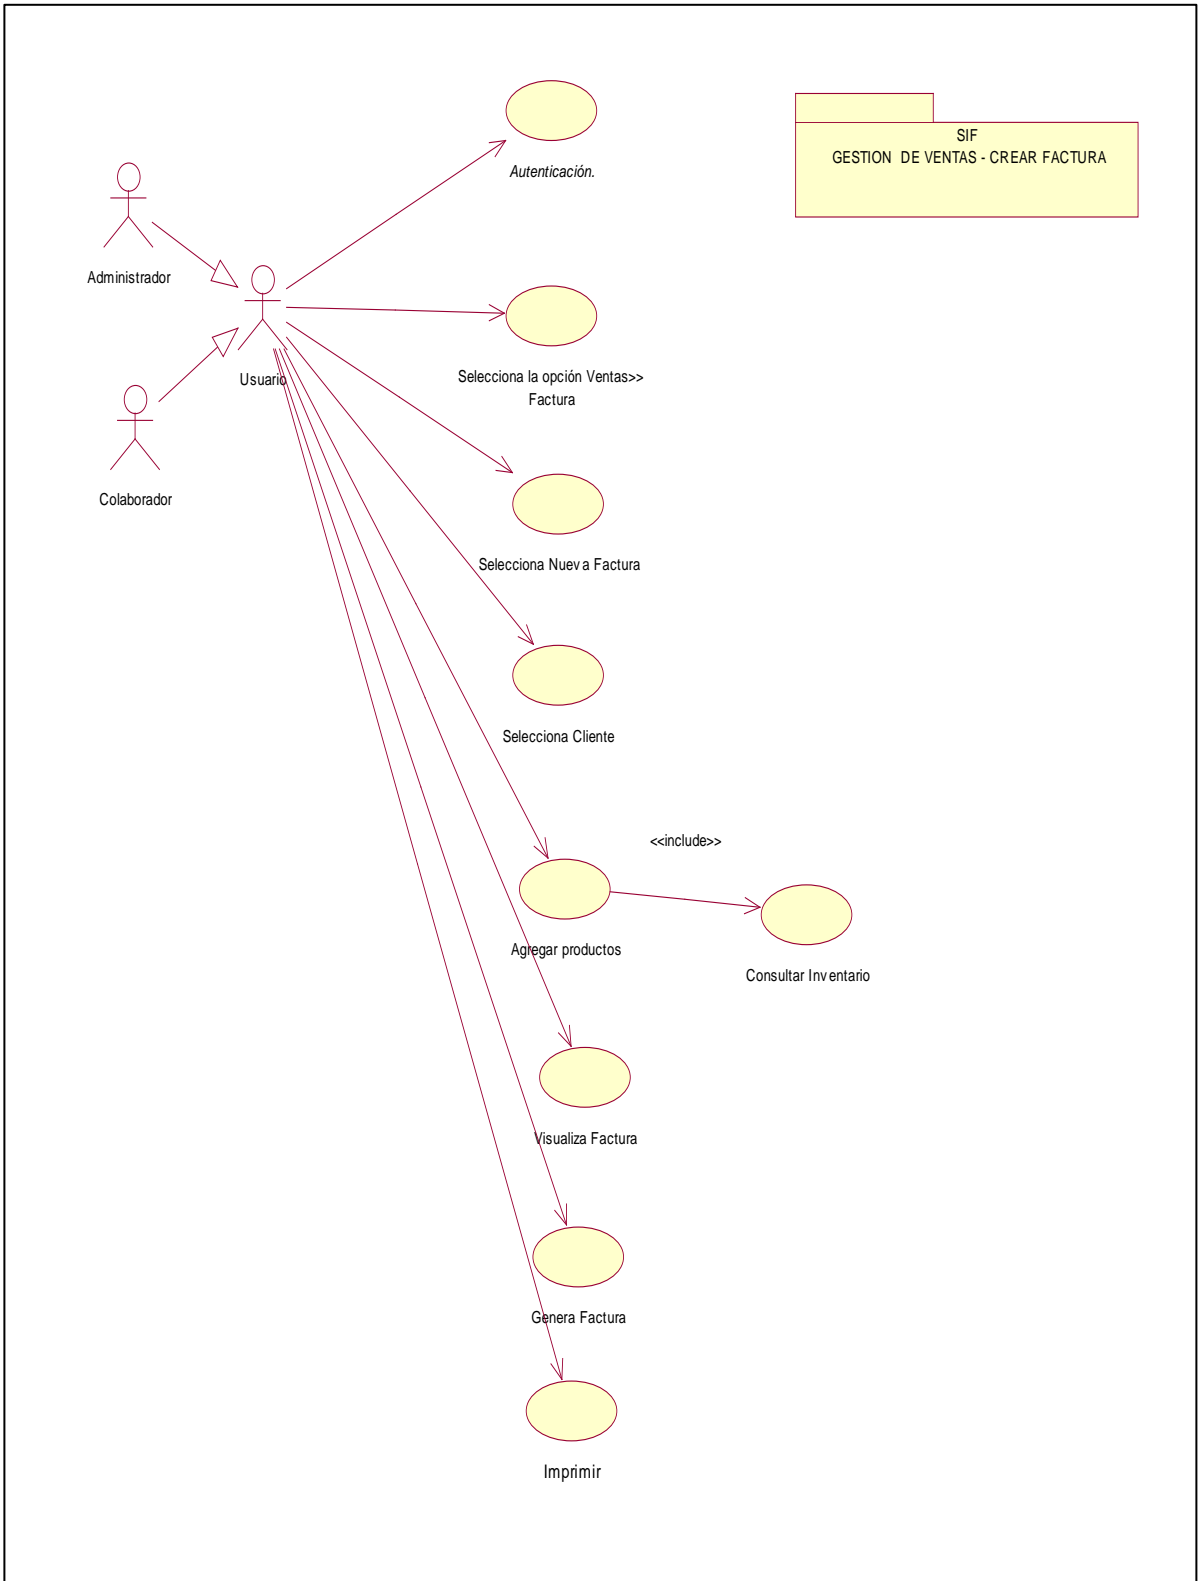 SIF
GESTION DE VENTAS - CREAR FACTURA
Autenticación.
Administrador
Usuario
Selecciona la opción Ventas>>
Factura
Colaborador
Selecciona Nueva Factura
Selecciona Cliente
<<include>>
Agregar productos
Consultar Inventario
Visualiza Factura
Genera Factura
Imprimir